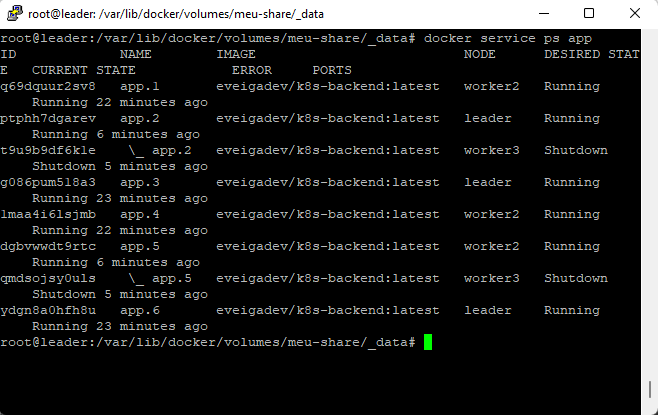 root@leader: /var/lib/docker/volumes/meu-share/_data
root@leader:/var/lib/docker/volumes/meu-share/_data# docker service ps app
ID             NAME        IMAGE                         NODE      DESIRED STAT
E   CURRENT STATE            ERROR     PORTS
q69dquur2sv8   app.1       eveigadev/k8s-backend:latest   worker2   Running
    Running 22 minutes ago
ptphh7dgarev   app.2       eveigadev/k8s-backend:latest   leader    Running
    Running 6 minutes ago
t9u9b9df6kle    \_ app.2   eveigadev/k8s-backend:latest   worker3   Shutdown
    Shutdown 5 minutes ago
g086pum518a3   app.3       eveigadev/k8s-backend:latest   leader    Running
    Running 23 minutes ago
lmaa4i6lsjmb   app.4       eveigadev/k8s-backend:latest   worker2   Running
    Running 22 minutes ago
dgbvwwdt9rtc   app.5       eveigadev/k8s-backend:latest   worker2   Running
    Running 6 minutes ago
qmdsojsy0uls    \_ app.5   eveigadev/k8s-backend:latest   worker3   Shutdown
    Shutdown 5 minutes ago
ydgn8a0hfh8u   app.6       eveigadev/k8s-backend:latest   leader    Running
    Running 23 minutes ago
root@leader:/var/lib/docker/volumes/meu-share/_data#